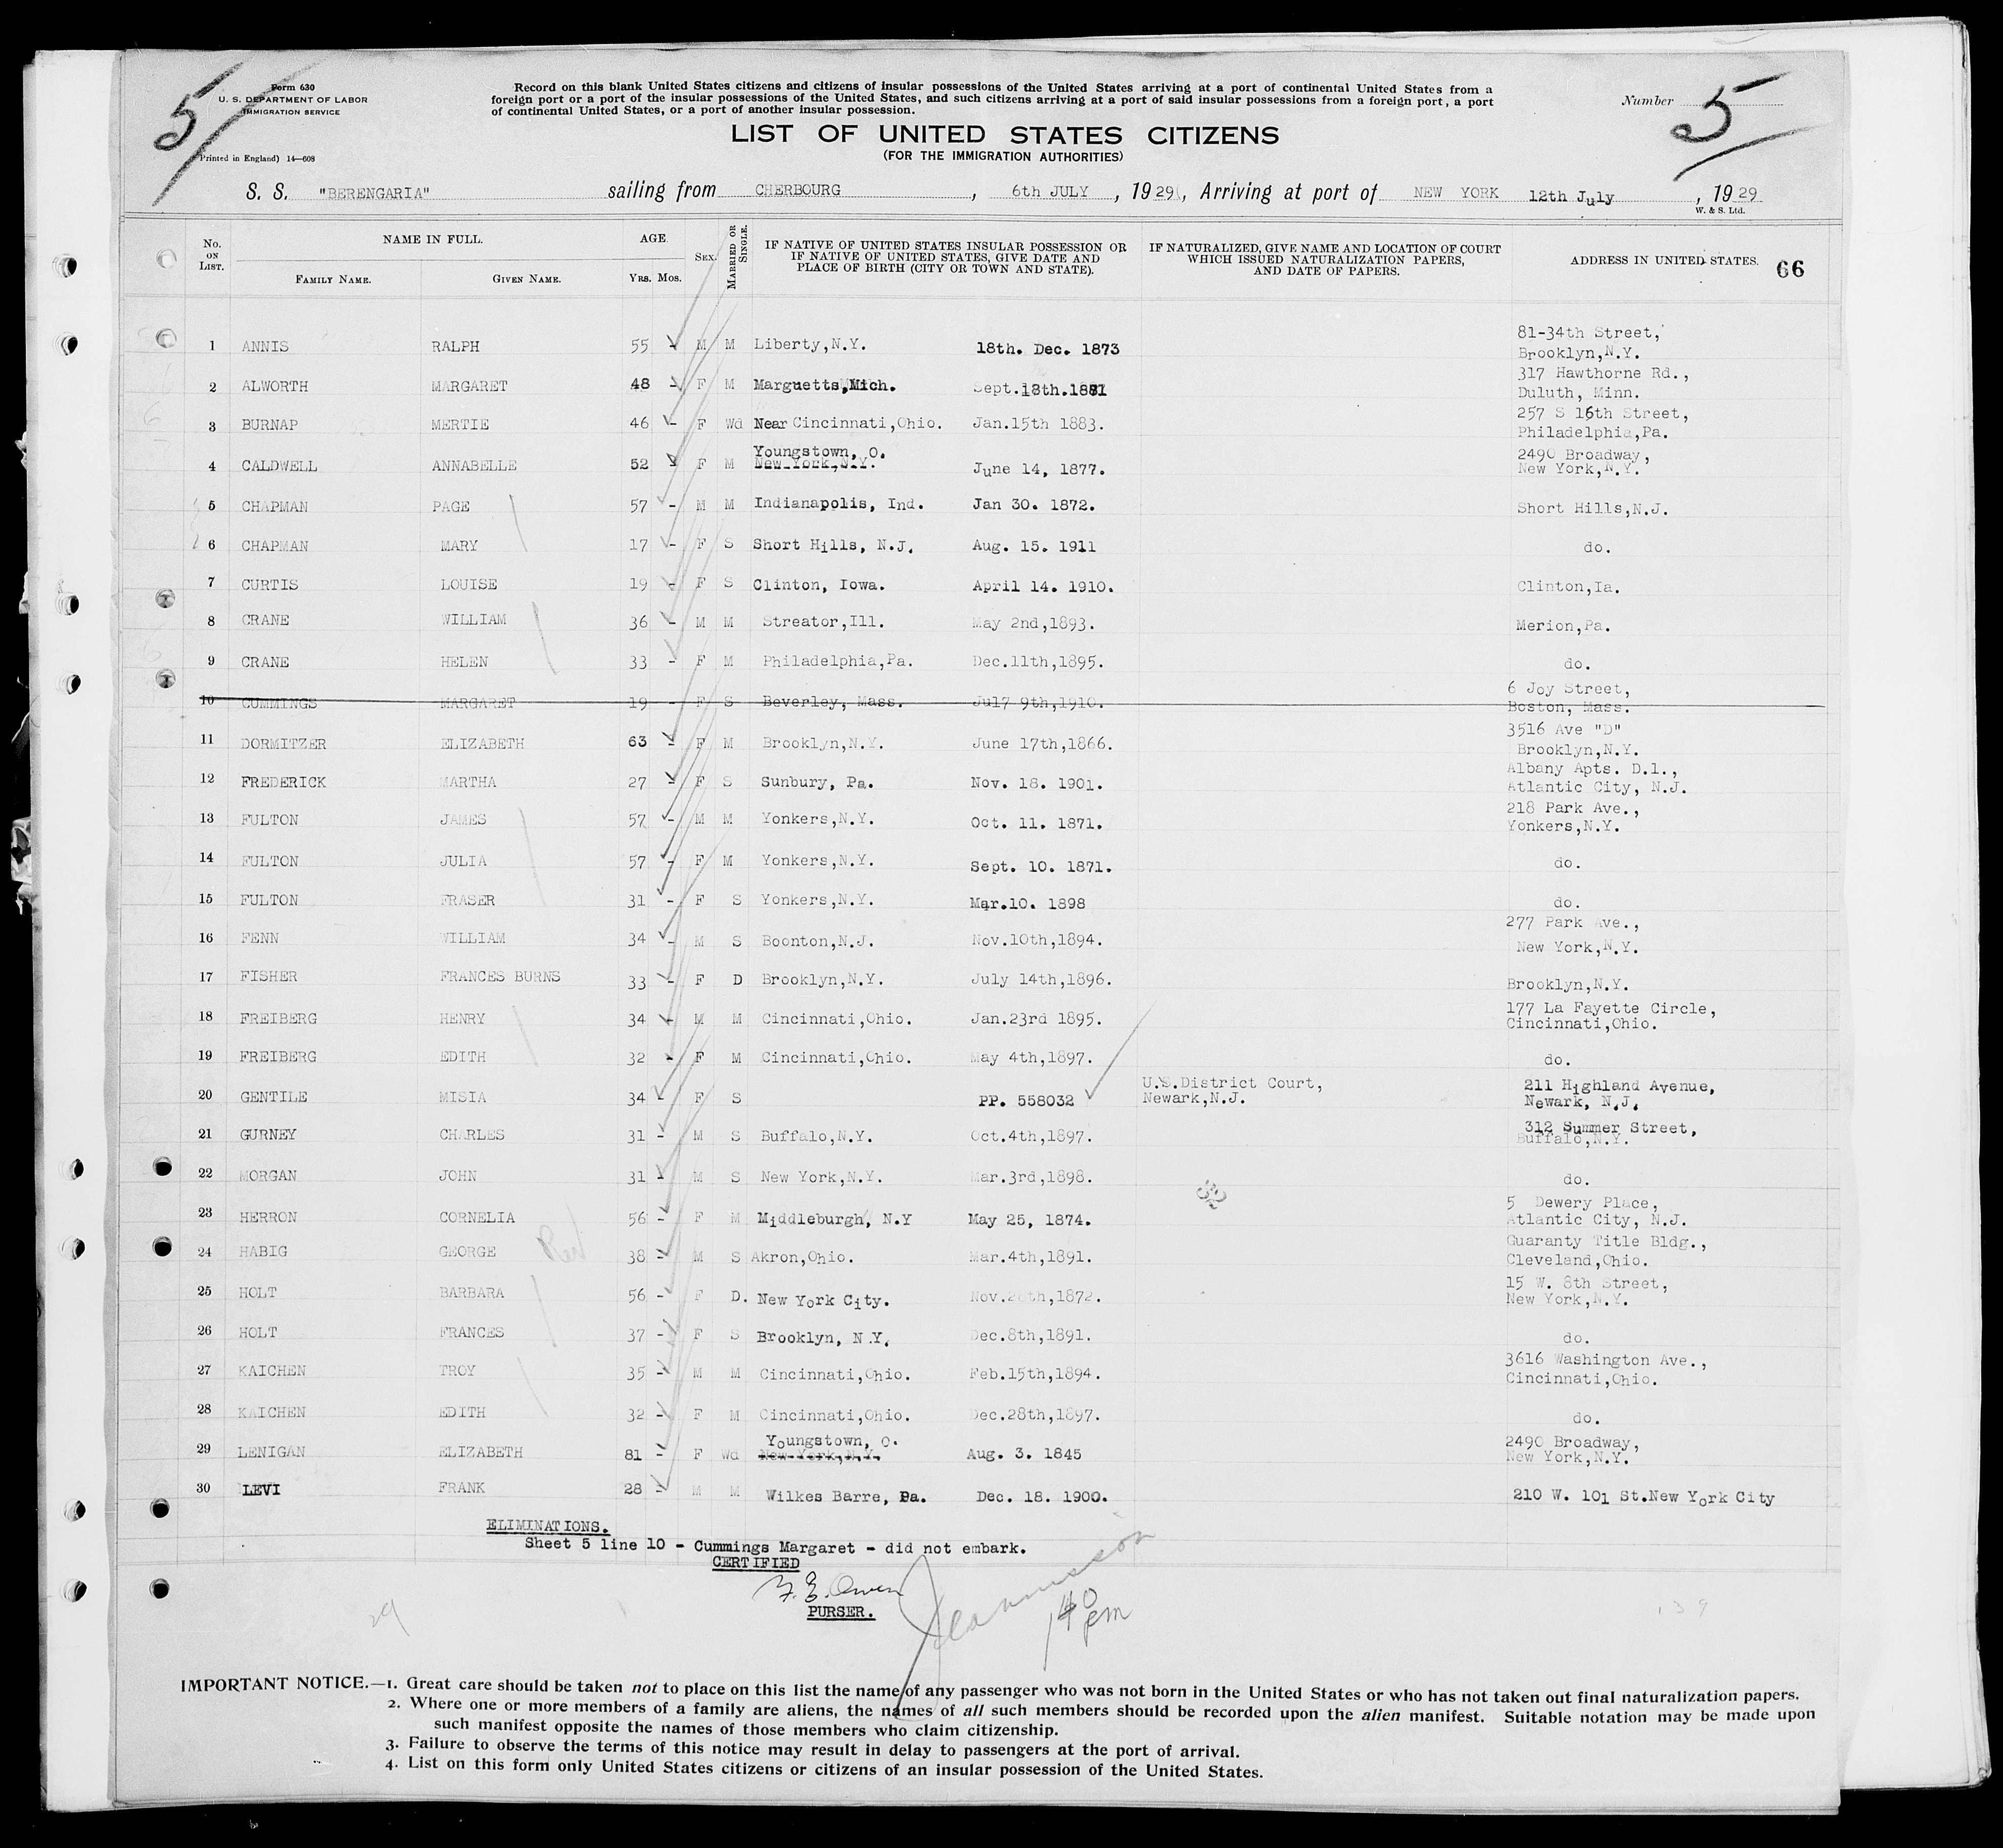 5
Form 630
U. S. DEPARTMENT OF LABOR
IMMIGRATION SERVICE
Printed in England) 14—608
Record on this blank United States citizens and citizens of insular possessions of the United States arriving at a port of continental United States from a
foreign port or a port of the insular possessions of the United States, and such citizens arriving at a port of said insular possessions from a foreign port, a port
of continental United States, or a port of another insular possession.
Number 5
LIST OF UNITED STATES CITIZENS
(FOR THE IMMIGRATION AUTHORITIES)
S. S. "BERENGARIA" sailing from CHERBOURG , 6th JULY , 1929, Arriving at port of NEW YORK 12th July , 1929
W. & S. Ltd.
No. ON LIST. NAME IN FULL. FAMILY NAME. GIVEN NAME. AGE YRS. MOS. SEX. MARRIED OR SINGLE. IF NATIVE OF UNITED STATES INSULAR POSSESSION OR IF NATIVE OF UNITED STATES, GIVE DATE AND PLACE OF BIRTH (CITY OR TOWN AND STATE). IF NATURALIZED, GIVE NAME AND LOCATION OF COURT WHICH ISSUED NATURALIZATION PAPERS, AND DATE OF PAPERS. ADDRESS IN UNITED STATES. 66
1 ANNIS RALPH 55 - M M Liberty,N.Y. 18th. Dec. 1873 81-34th Street, Brooklyn,N.Y.
2 ALWORTH MARGARET 48 - F M Marguetts,Mich. Sept.18th.1881 317 Hawthorne Rd., Duluth, Minn.
3 BURNAP MERTIE 46 - F Wd Near Cincinnati,Ohio. Jan.15th 1883. 257 S 16th Street, Philadelphia,Pa.
4 CALDWELL ANNABELLE 52 F M Youngstown, O. New York,N.Y. June 14, 1877. 2490 Broadway, New York,N.Y.
5 CHAPMAN PAGE 57 - M M Indianapolis, Ind. Jan 30. 1872. Short Hills,N.J.
6 CHAPMAN MARY 17 - F S Short Hills, N.J. Aug. 15. 1911 do.
7 CURTIS LOUISE 19 - F S Clinton, Iowa. April 14. 1910. Clinton,Ia.
8 CRANE WILLIAM 36 - M M Streator,Ill. May 2nd,1893. Merion,Pa.
9 CRANE HELEN 33 - F M Philadelphia,Pa. Dec.11th,1895. do.
10 CUMMINGS MARGARET 19 - F S Beverley, Mass. Jul7 9th,1910. 6 Joy Street, Boston, Mass.
11 DORMITZER ELIZABETH 63 - F M Brooklyn,N.Y. June 17th,1866. 3516 Ave "D" Brooklyn,N.Y.
12 FREDERICK MARTHA 27 - F S Sunbury, Pa. Nov. 18. 1901. Albany Apts. D.1., Atlantic City, N.J.
13 FULTON JAMES 57 - M M Yonkers,N.Y. Oct. 11. 1871. 218 Park Ave., Yonkers,N.Y.
14 FULTON JULIA 57 - F M Yonkers,N.Y. Sept. 10. 1871. do.
15 FULTON FRASER 31 - F S Yonkers,N.Y. Mar.10. 1898 do.
16 FENN WILLIAM 34 - M S Boonton,N.J. Nov.10th,1894. 277 Park Ave., New York,N.Y.
17 FISHER FRANCES BURNS 33 - F D Brooklyn,N.Y. July 14th,1896. Brooklyn,N.Y.
18 FREIBERG HENRY 34 - M M Cincinnati,Ohio. Jan.23rd 1895. 177 La Fayette Circle, Cincinnati,Ohio.
19 FREIBERG EDITH 32 - F M Cincinnati,Ohio. May 4th,1897. do.
20 GENTILE MISIA 34 - F S PP. 558032 U.S.District Court, Newark,N.J. 211 Highland Avenue, Newark, N.J.
21 GURNEY CHARLES 31 - M S Buffalo,N.Y. Oct.4th,1897. 312 Summer Street, Buffalo,N.Y.
22 MORGAN JOHN 31 - M S New York,N.Y. Mar.3rd,1898. do.
23 HERRON CORNELIA 56 - F M Middleburgh, N.Y May 25, 1874. 5 Dewery Place, Atlantic City, N.J.
24 HABIG GEORGE 38 - M S Akron,Ohio. Mar.4th,1891. Guaranty Title Bldg., Cleveland,Ohio.
25 HOLT BARBARA 56 - F D. New York City. Nov. 1872. 15 W. 8th Street, New York,N.Y.
26 HOLT FRANCES 37 - F S Brooklyn, N.Y. Dec.8th,1891. do.
27 KAICHEN TROY 35 - M M Cincinnati,Ohio. Feb.15th,1894. 3616 Washington Ave., Cincinnati,Ohio.
28 KAICHEN EDITH 32 - F M Cincinnati,Ohio. Dec.28th,1897. do.
29 LENIGAN ELIZABETH 81 - F Wd Youngstown, O. New York,N.Y. Aug. 3. 1845 2490 Broadway, New York,N.Y.
30 LEVI FRANK 28 - M M Wilkes Barre, Pa. Dec. 18. 1900. 210 W. 101 St.New York City
ELIMINATIONS.
Sheet 5 line 10 - Cummings Margaret - did not embark.
CERTIFIED
PURSER.
IMPORTANT NOTICE.—1. Great care should be taken not to place on this list the name of any passenger who was not born in the United States or who has not taken out final naturalization papers.
2. Where one or more members of a family are aliens, the names of all such members should be recorded upon the alien manifest. Suitable notation may be made upon
such manifest opposite the names of those members who claim citizenship.
3. Failure to observe the terms of this notice may result in delay to passengers at the port of arrival.
4. List on this form only United States citizens or citizens of an insular possession of the United States.